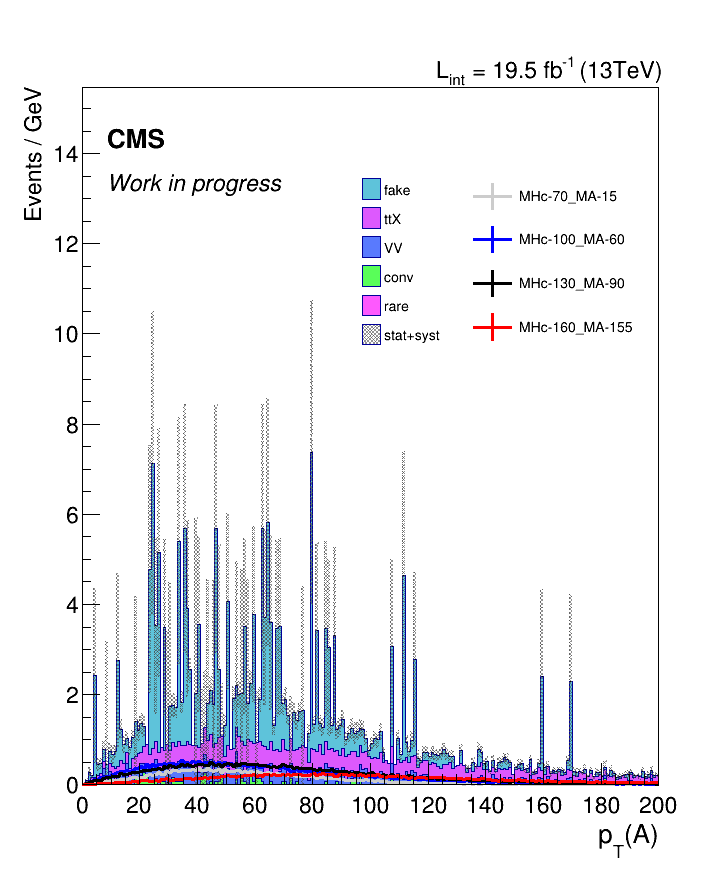 L_int = 19.5 fb^-1 (13TeV)
Events / GeV
CMS
Work in progress
fake
ttX
VV
conv
rare
stat+syst
MHc-70_MA-15
MHc-100_MA-60
MHc-130_MA-90
MHc-160_MA-155
14
12
10
8
6
4
2
0
0 20 40 60 80 100 120 140 160 180 200
p_T(A)